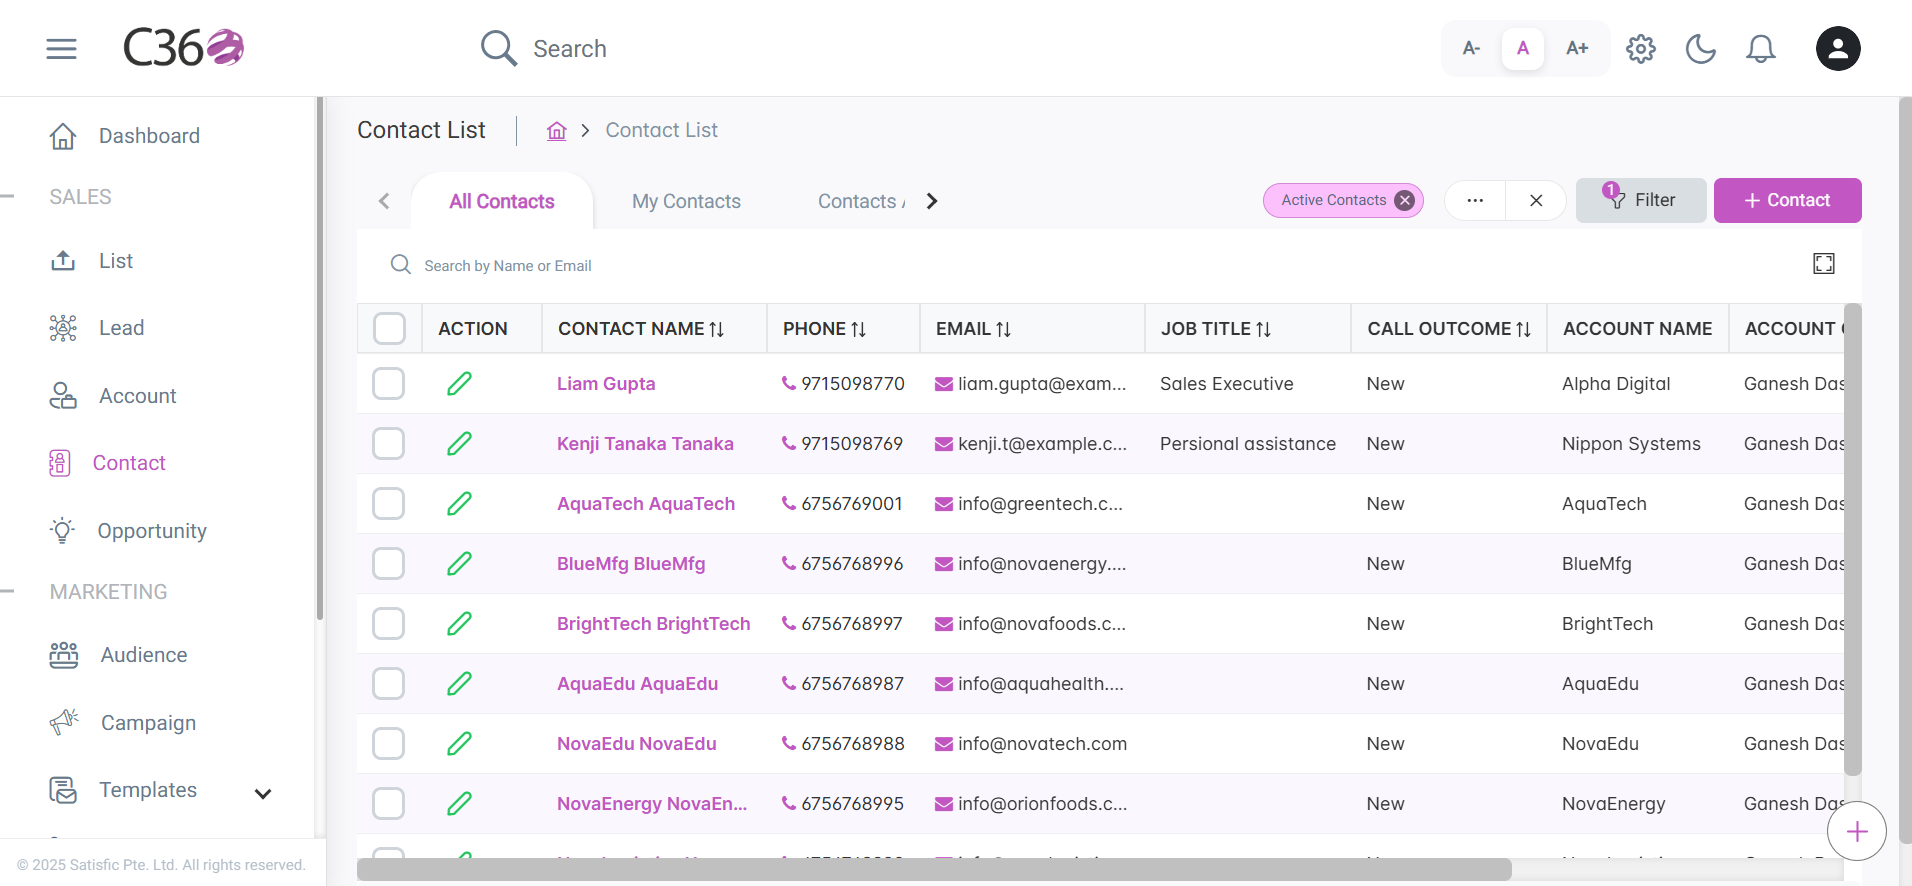 C360
Search
A-
A
A+
Dashboard
SALES
List
Lead
Account
Contact
Opportunity
MARKETING
Audience
Campaign
Templates
© 2025 Satisfic Pte. Ltd. All rights reserved.
Contact List
Contact List
All Contacts
My Contacts
Contacts
Active Contacts
1
Filter
+ Contact
Search by Name or Email
ACTION CONTACT NAME PHONE EMAIL JOB TITLE CALL OUTCOME ACCOUNT NAME ACCOUNT
Liam Gupta 9715098770 liam.gupta@exam... Sales Executive New Alpha Digital Ganesh Das
Kenji Tanaka Tanaka 9715098769 kenji.t@example.c... Persional assistance New Nippon Systems Ganesh Das
AquaTech AquaTech 6756769001 info@greentech.c... New AquaTech Ganesh Das
BlueMfg BlueMfg 6756768996 info@novaenergy.... New BlueMfg Ganesh Das
BrightTech BrightTech 6756768997 info@novafoods.c... New BrightTech Ganesh Das
AquaEdu AquaEdu 6756768987 info@aquahealth.... New AquaEdu Ganesh Das
NovaEdu NovaEdu 6756768988 info@novatech.com New NovaEdu Ganesh Das
NovaEnergy NovaEn... 6756768995 info@orionfoods.c... New NovaEnergy Ganesh Das